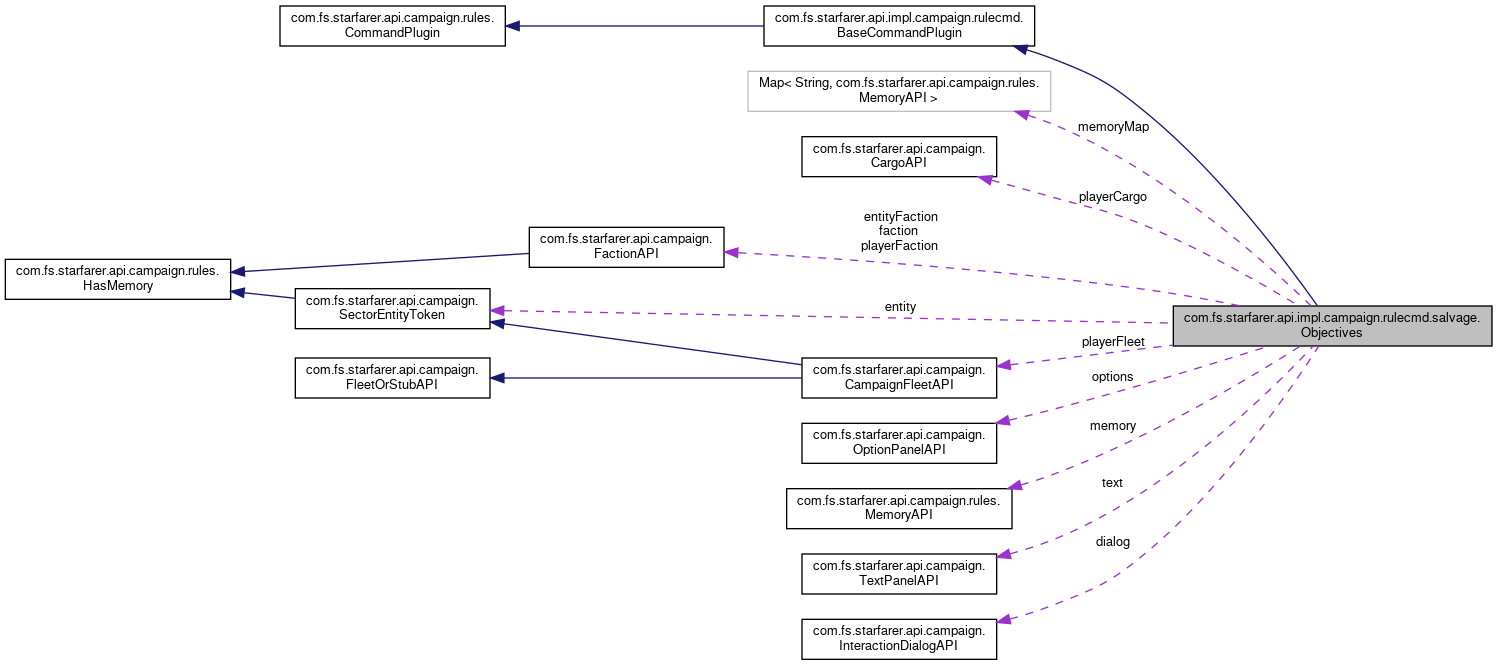 com.fs.starfarer.api.campaign.rules.
CommandPlugin
com.fs.starfarer.api.impl.campaign.rulecmd.
BaseCommandPlugin
Map< String, com.fs.starfarer.api.campaign.rules.
MemoryAPI >
memoryMap
com.fs.starfarer.api.campaign.
CargoAPI
playerCargo
entityFaction
faction
playerFaction
com.fs.starfarer.api.campaign.
FactionAPI
com.fs.starfarer.api.campaign.rules.
HasMemory
com.fs.starfarer.api.campaign.
SectorEntityToken
entity
com.fs.starfarer.api.impl.campaign.rulecmd.salvage.
Objectives
com.fs.starfarer.api.campaign.
FleetOrStubAPI
com.fs.starfarer.api.campaign.
CampaignFleetAPI
playerFleet
options
com.fs.starfarer.api.campaign.
OptionPanelAPI
memory
com.fs.starfarer.api.campaign.rules.
MemoryAPI
text
com.fs.starfarer.api.campaign.
TextPanelAPI
dialog
com.fs.starfarer.api.campaign.
InteractionDialogAPI